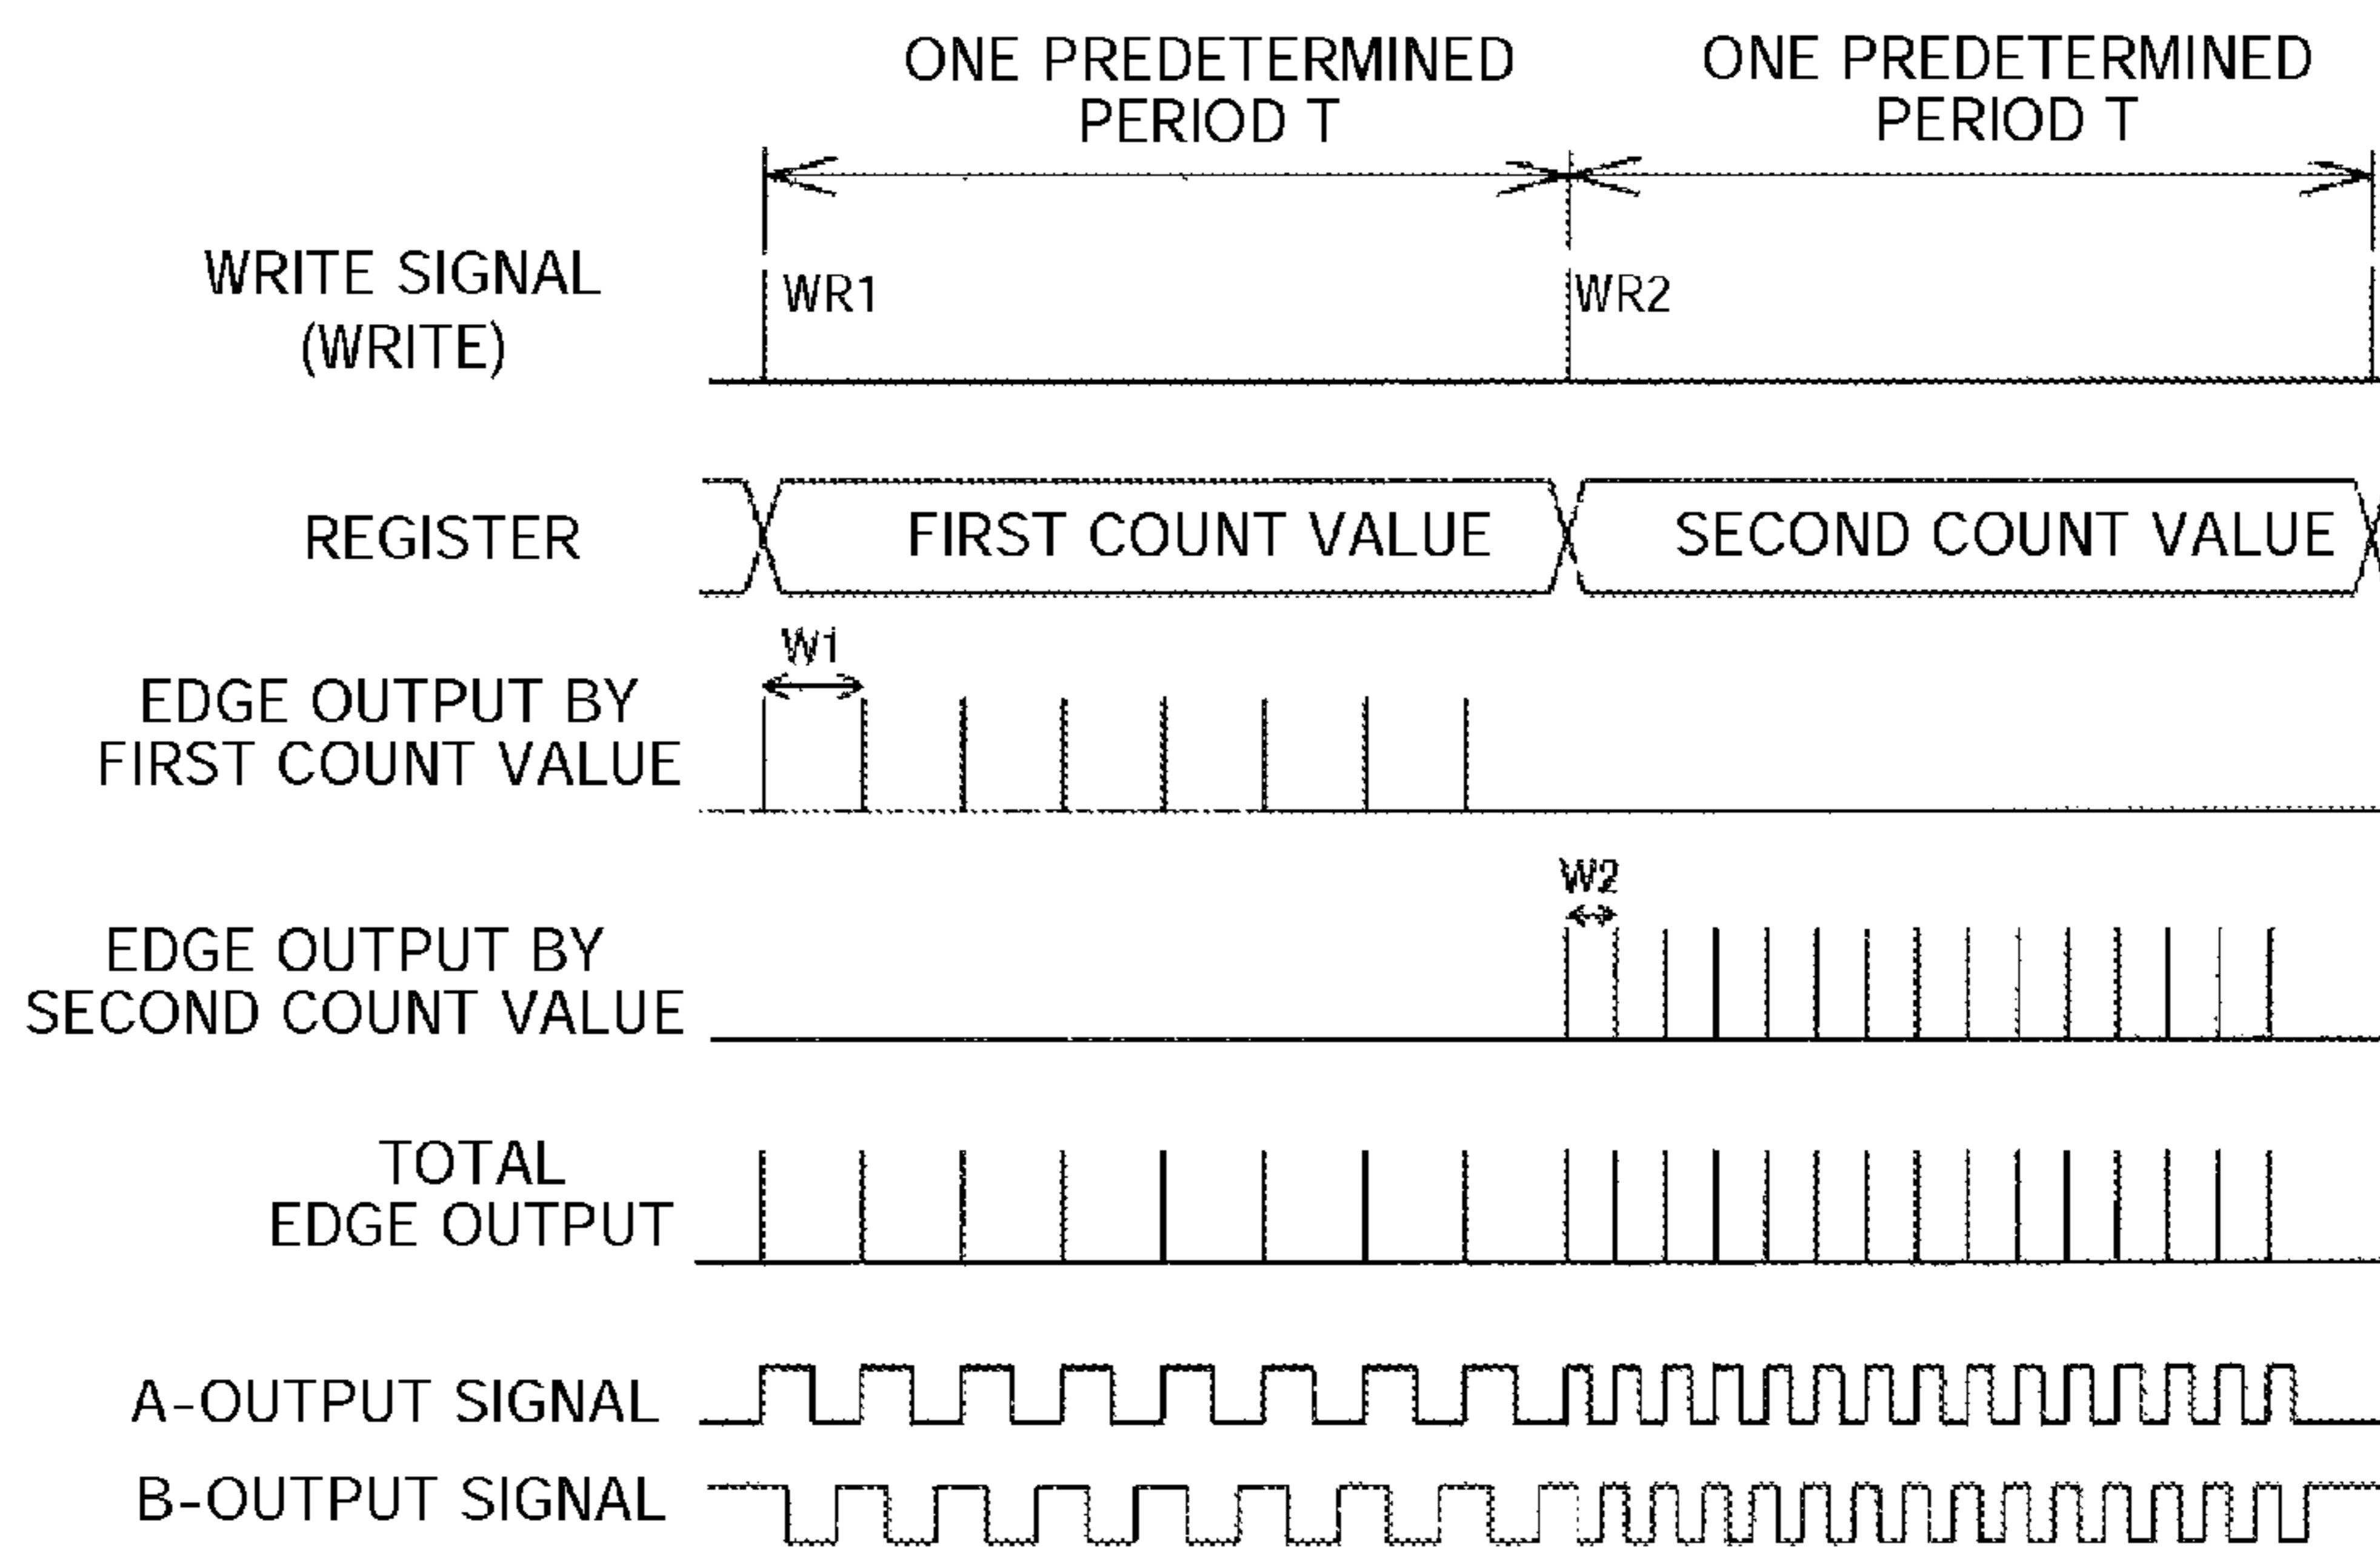 ONE PREDETERMINED
PERIOD T
ONE PREDETERMINED
PERIOD T
WRITE SIGNAL
(WRITE)
WR1
WR2
REGISTER
FIRST COUNT VALUE
SECOND COUNT VALUE
W1
EDGE OUTPUT BY
FIRST COUNT VALUE
W2
EDGE OUTPUT BY
SECOND COUNT VALUE
TOTAL
EDGE OUTPUT
A-OUTPUT SIGNAL
B-OUTPUT SIGNAL